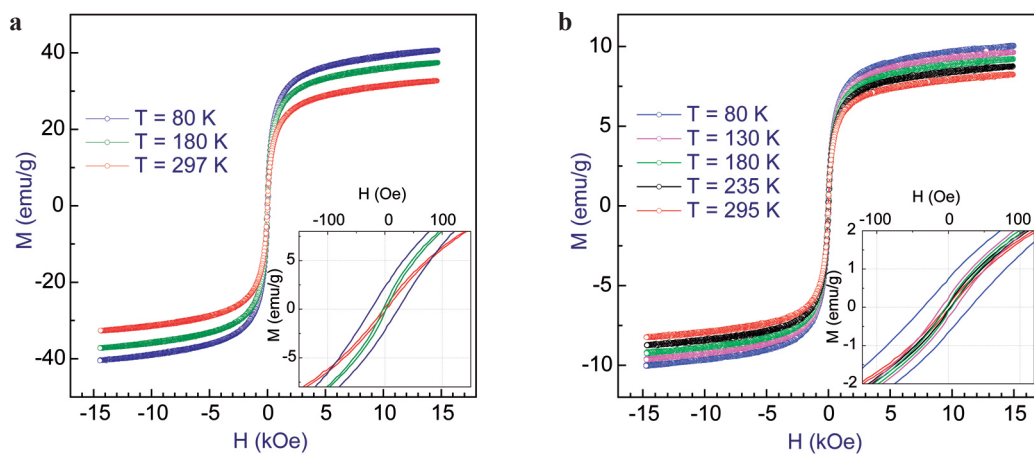 a
40
20
0
-20
-40
M (emu/g)
T = 80 K
T = 180 K
T = 297 K
H (Oe)
-100 0 100
5
0
-5
M (emu/g)
-15 -10 -5 0 5 10 15
H (kOe)
b
10
5
0
-5
-10
M (emu/g)
T = 80 K
T = 130 K
T = 180 K
T = 235 K
T = 295 K
H (Oe)
-100 0 100
2
1
0
-1
-2
M (emu/g)
-15 -10 -5 0 5 10 15
H (kOe)